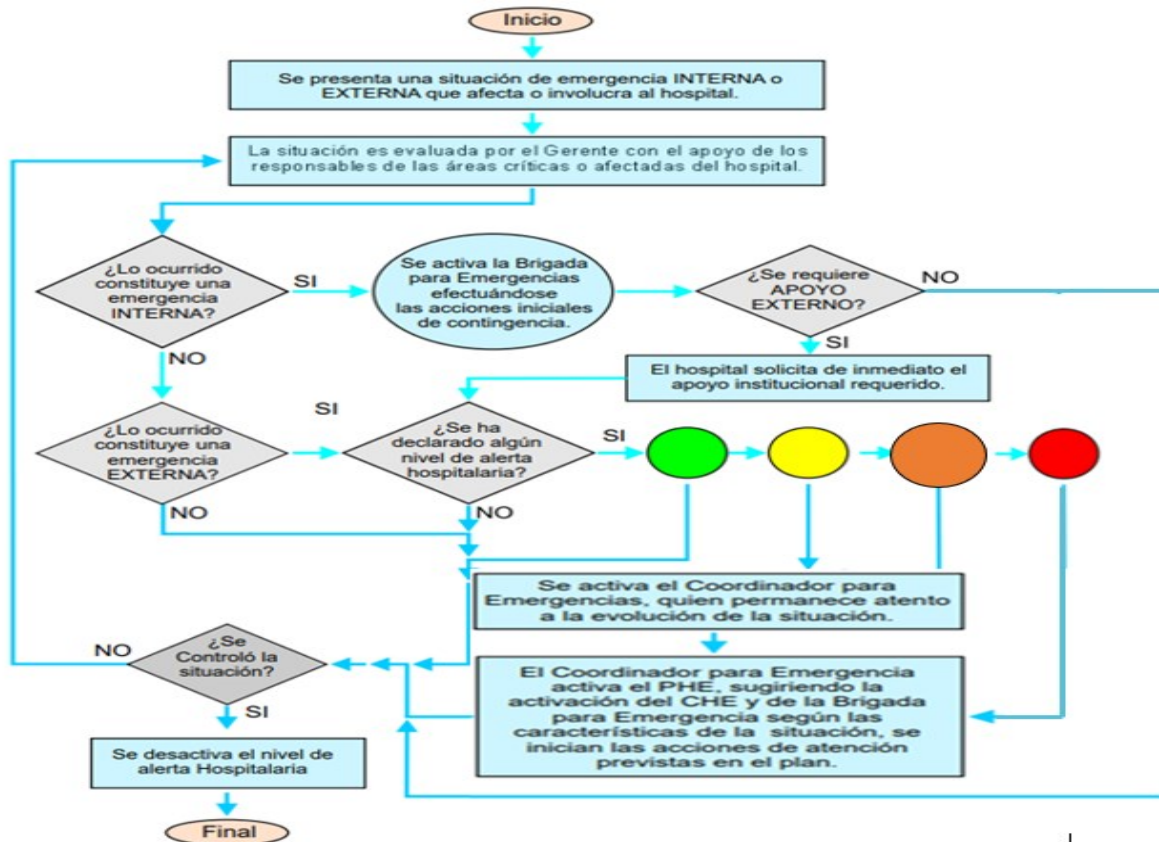 Inicio
Se presenta una situación de emergencia INTERNA o
EXTERNA que afecta o involucra al hospital.
La situación es evaluada por el Gerente con el apoyo de los
responsables de las áreas críticas o afectadas del hospital.
¿Lo ocurrido
constituye una
emergencia
INTERNA?
SI
Se activa la Brigada
para Emergencias
efectuándose
las acciones iniciales
de contingencia.
¿Se requiere
APOYO
EXTERNO?
NO
SI
NO
El hospital solicita de inmediato el
apoyo institucional requerido.
¿Lo ocurrido
constituye una
emergencia
EXTERNA?
SI
¿Se ha
declarado algún
nivel de alerta
hospitalaria?
SI
NO
NO
Se activa el Coordinador para
Emergencias, quien permanece atento
a la evolución de la situación.
El Coordinador para Emergencia
activa el PHE, sugiriendo la
activación del CHE y de la Brigada
para Emergencia según las
características de la situación, se
inician las acciones de atención
previstas en el plan.
¿Se
Controló la
situación?
NO
SI
Se desactiva el nivel de
alerta Hospitalaria
Final